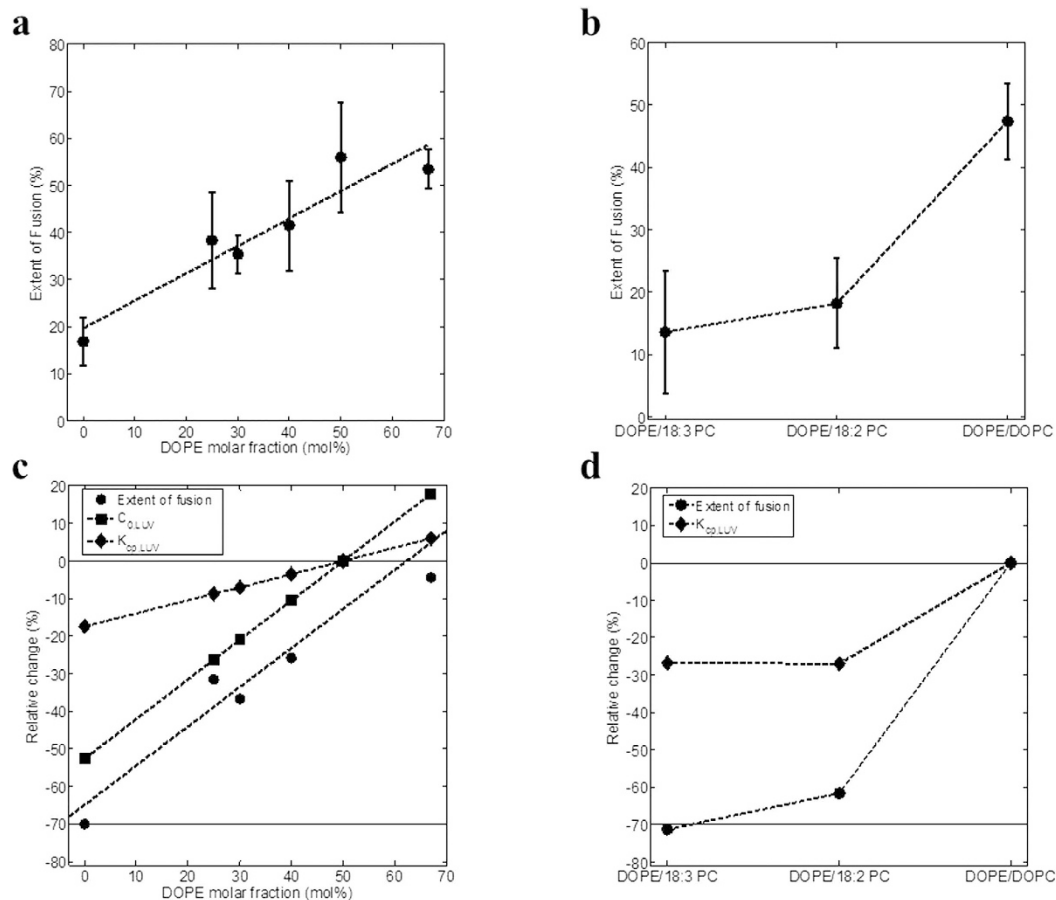 a
80
70
60
50
40
30
20
10
0
Extent of Fusion (%)
0 10 20 30 40 50 60 70
DOPE molar fraction (mol%)
b
60
50
40
30
20
10
0
Extent of Fusion (%)
DOPE/18:3 PC DOPE/18:2 PC DOPE/DOPC
c
20
10
0
-10
-20
-30
-40
-50
-60
-70
-80
Relative change (%)
Extent of fusion
C0,LUV
Kcp,LUV
0 10 20 30 40 50 60 70
DOPE molar fraction (mol%)
d
20
10
0
-10
-20
-30
-40
-50
-60
-70
-80
Relative change (%)
Extent of fusion
Kcp,LUV
DOPE/18:3 PC DOPE/18:2 PC DOPE/DOPC